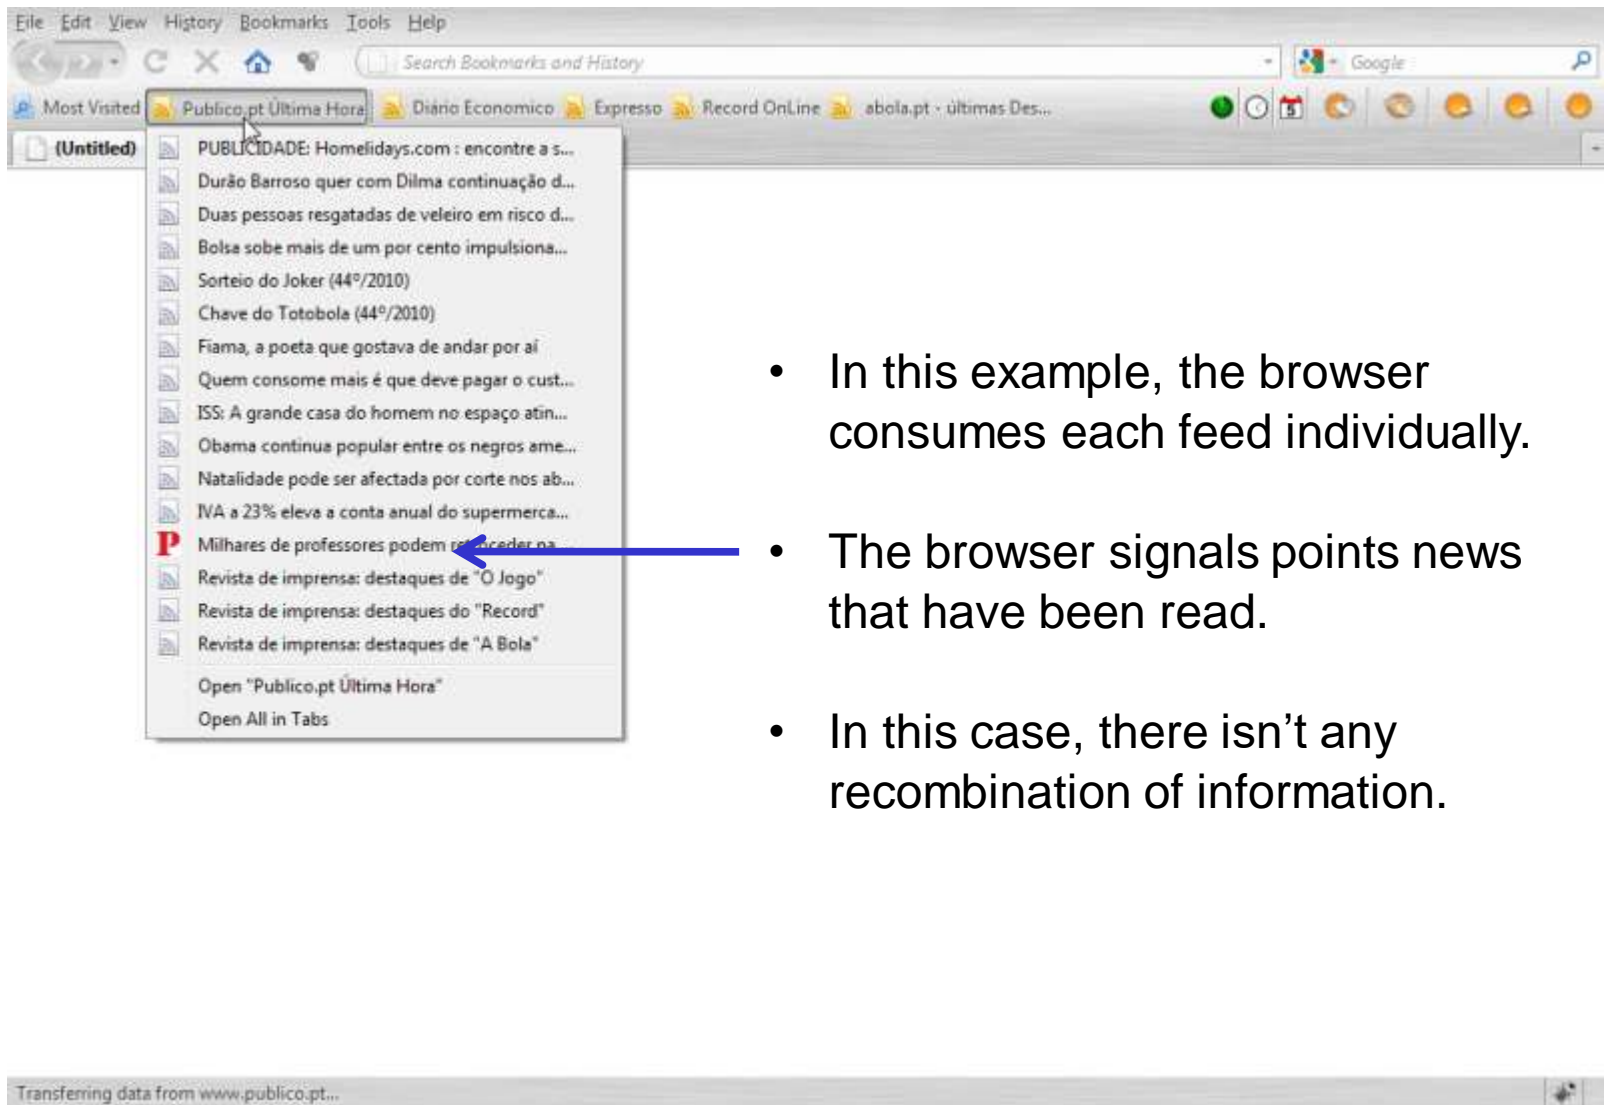 File Edit View History Bookmarks Tools Help
Search Bookmarks and History
Google
Most Visited Publico.pt Última Hora Diário Economico Expresso Record OnLine abola.pt - últimas Des...
5
(Untitled)
PUBLICIDADE: Homelidays.com : encontre a s...
Durão Barroso quer com Dilma continuação d...
Duas pessoas resgatadas de veleiro em risco d...
Bolsa sobe mais de um por cento impulsiona...
Sorteio do Joker (44º/2010)
Chave do Totobola (44º/2010)
Fiama, a poeta que gostava de andar por aí
Quem consome mais é que deve pagar o cust...
ISS: A grande casa do homem no espaço atin...
Obama continua popular entre os negros ame...
Natalidade pode ser afectada por corte nos ab...
IVA a 23% eleva a conta anual do supermerca...
P Milhares de professores podem retroceder na ...
Revista de imprensa: destaques de "O Jogo"
Revista de imprensa: destaques do "Record"
Revista de imprensa: destaques de "A Bola"
Open "Publico.pt Última Hora"
Open All in Tabs
• In this example, the browser
consumes each feed individually.
• The browser signals points news
that have been read.
• In this case, there isn’t any
recombination of information.
Transferring data from www.publico.pt...